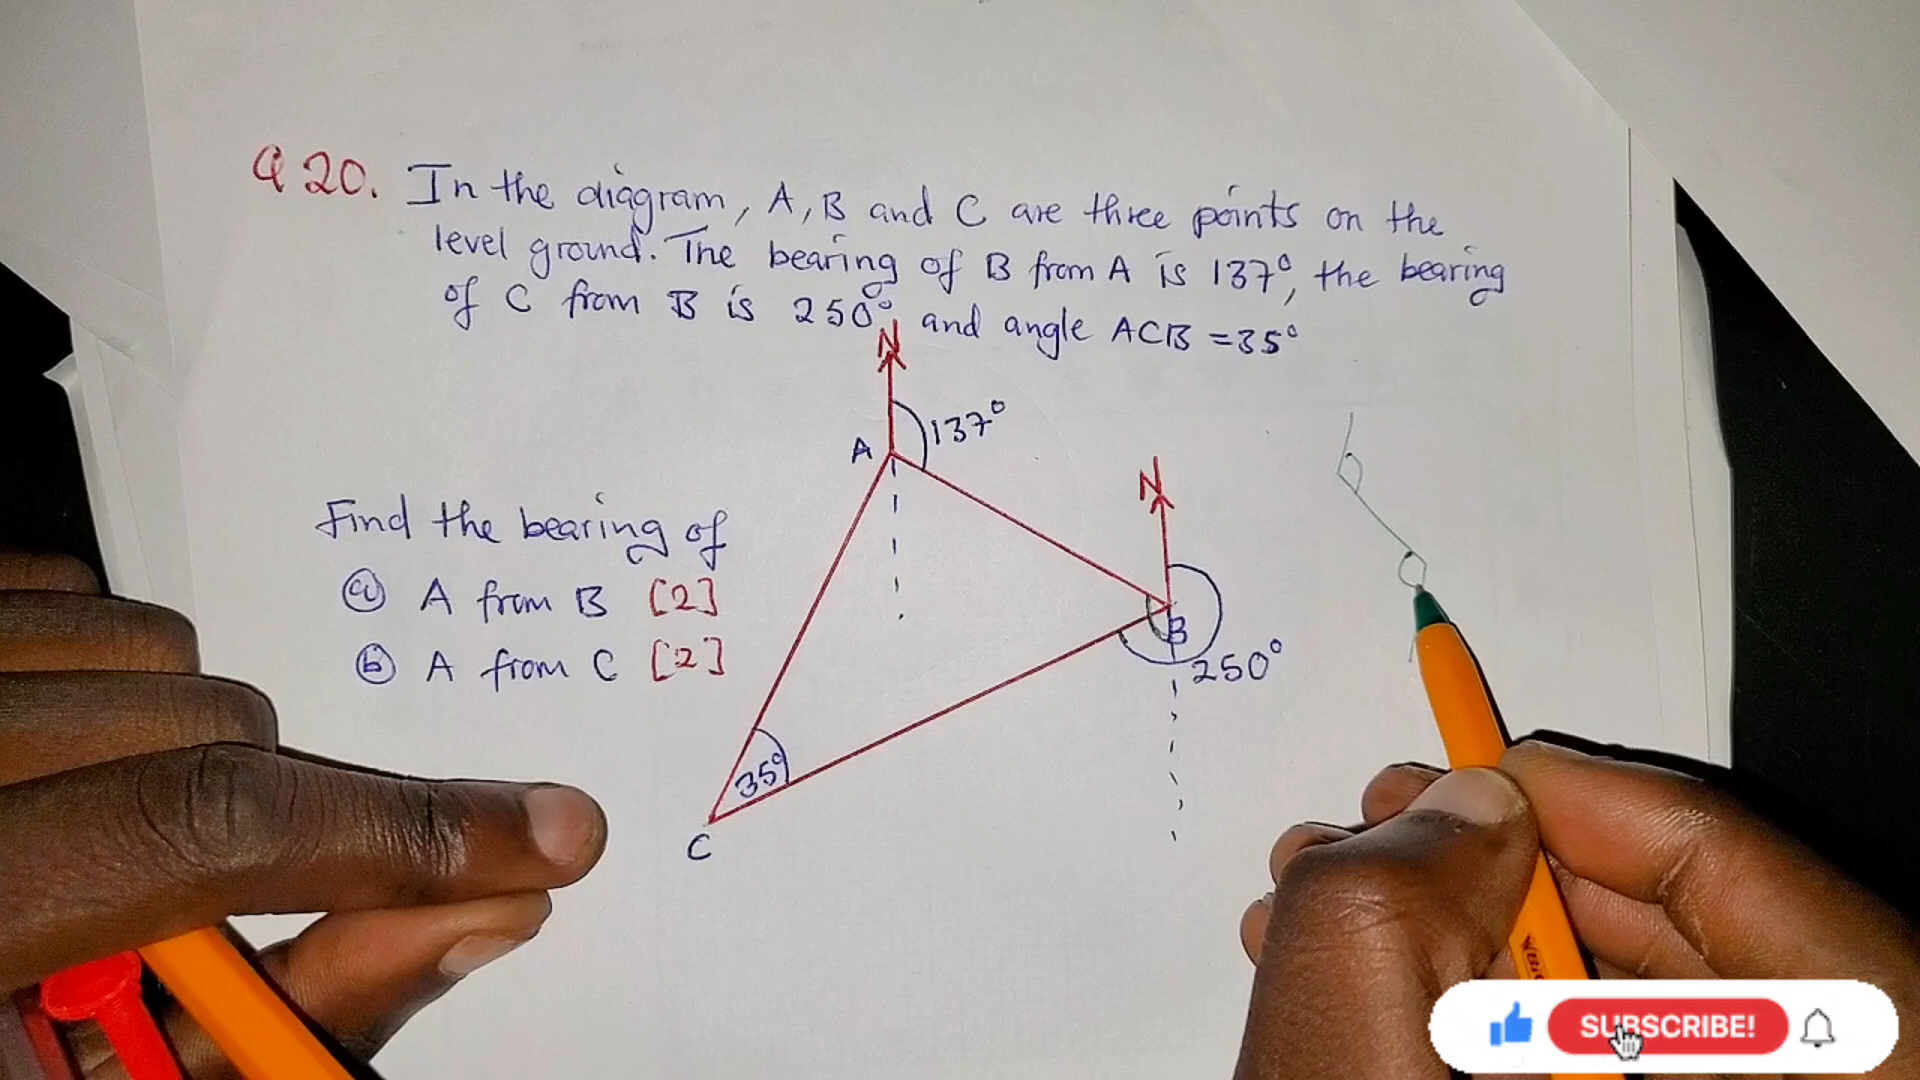 Q 20. In the diagram, A, B and C are three points on the
level ground. The bearing of B from A is 137°, the bearing
of C from B is 250° and angle ACB = 35°
N
137°
A
N
Find the bearing of
(a) A from B [2]
B
(b) A from C [2]
250°
35°
C
SUBSCRIBE!